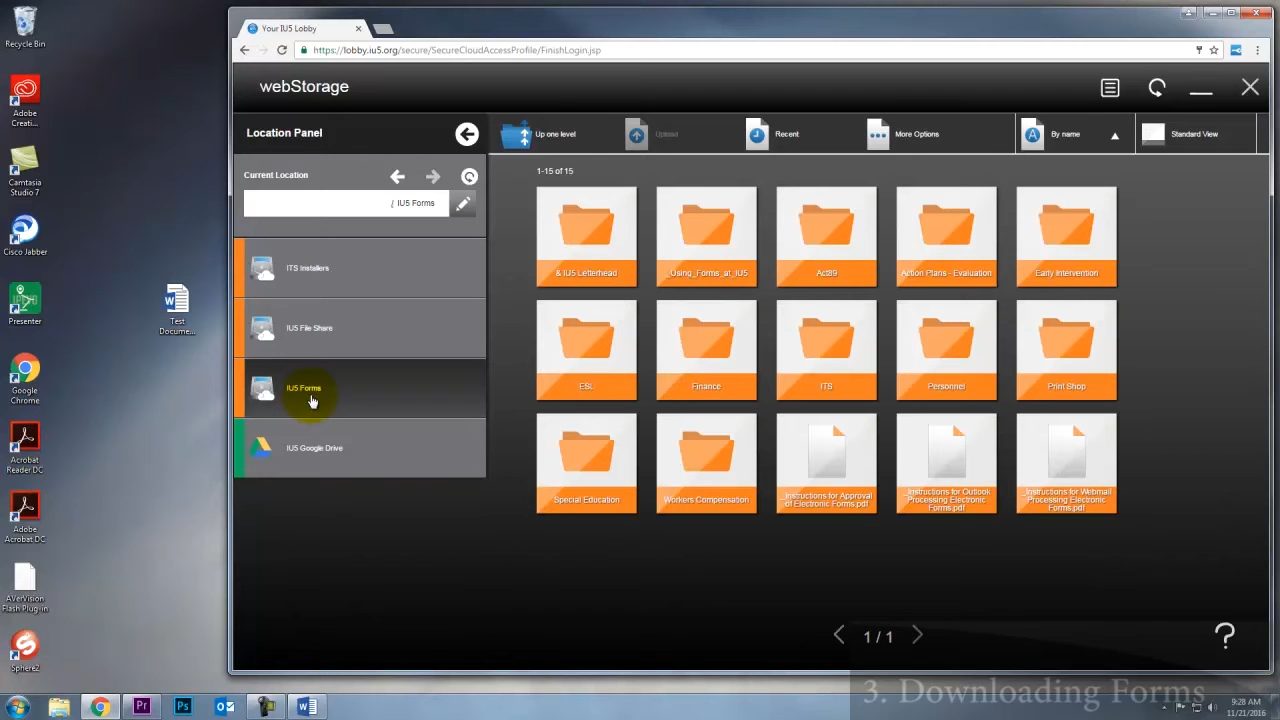 Recycle Bin
Adobe
Creati...
Camtasia
Studio 7
Cisco Jabber
Presenter
Google
Chrome
Acrobat
Reader DC
Adobe
Acrobat DC
AVerVision
Flash Plug-in
Sphere2
Test
Docume...
Your IU5 Lobby
https://lobby.iu5.org/secure/SecureCloudAccessProfile/FinishLogin.jsp
webStorage
Location Panel
Up one level
Upload
Recent
More Options
By name
Standard View
Current Location
/ IU5 Forms
ITS Installers
IU5 File Share
IU5 Forms
IU5 Google Drive
1-15 of 15
& IU5 Letterhead
_Using_Forms_at_IU5
Act89
Action Plans - Evaluation
Early Intervention
ESL
Finance
ITS
Personnel
Print Shop
Special Education
Workers Compensation
_Instructions for Approval
of Electronic Forms.pdf
_Instructions for Outlook
Processing Electronic
Forms.pdf
_Instructions for Webmail
Processing Electronic
Forms.pdf
1 / 1
?
3. Downloading Forms
9:28 AM
11/21/2016